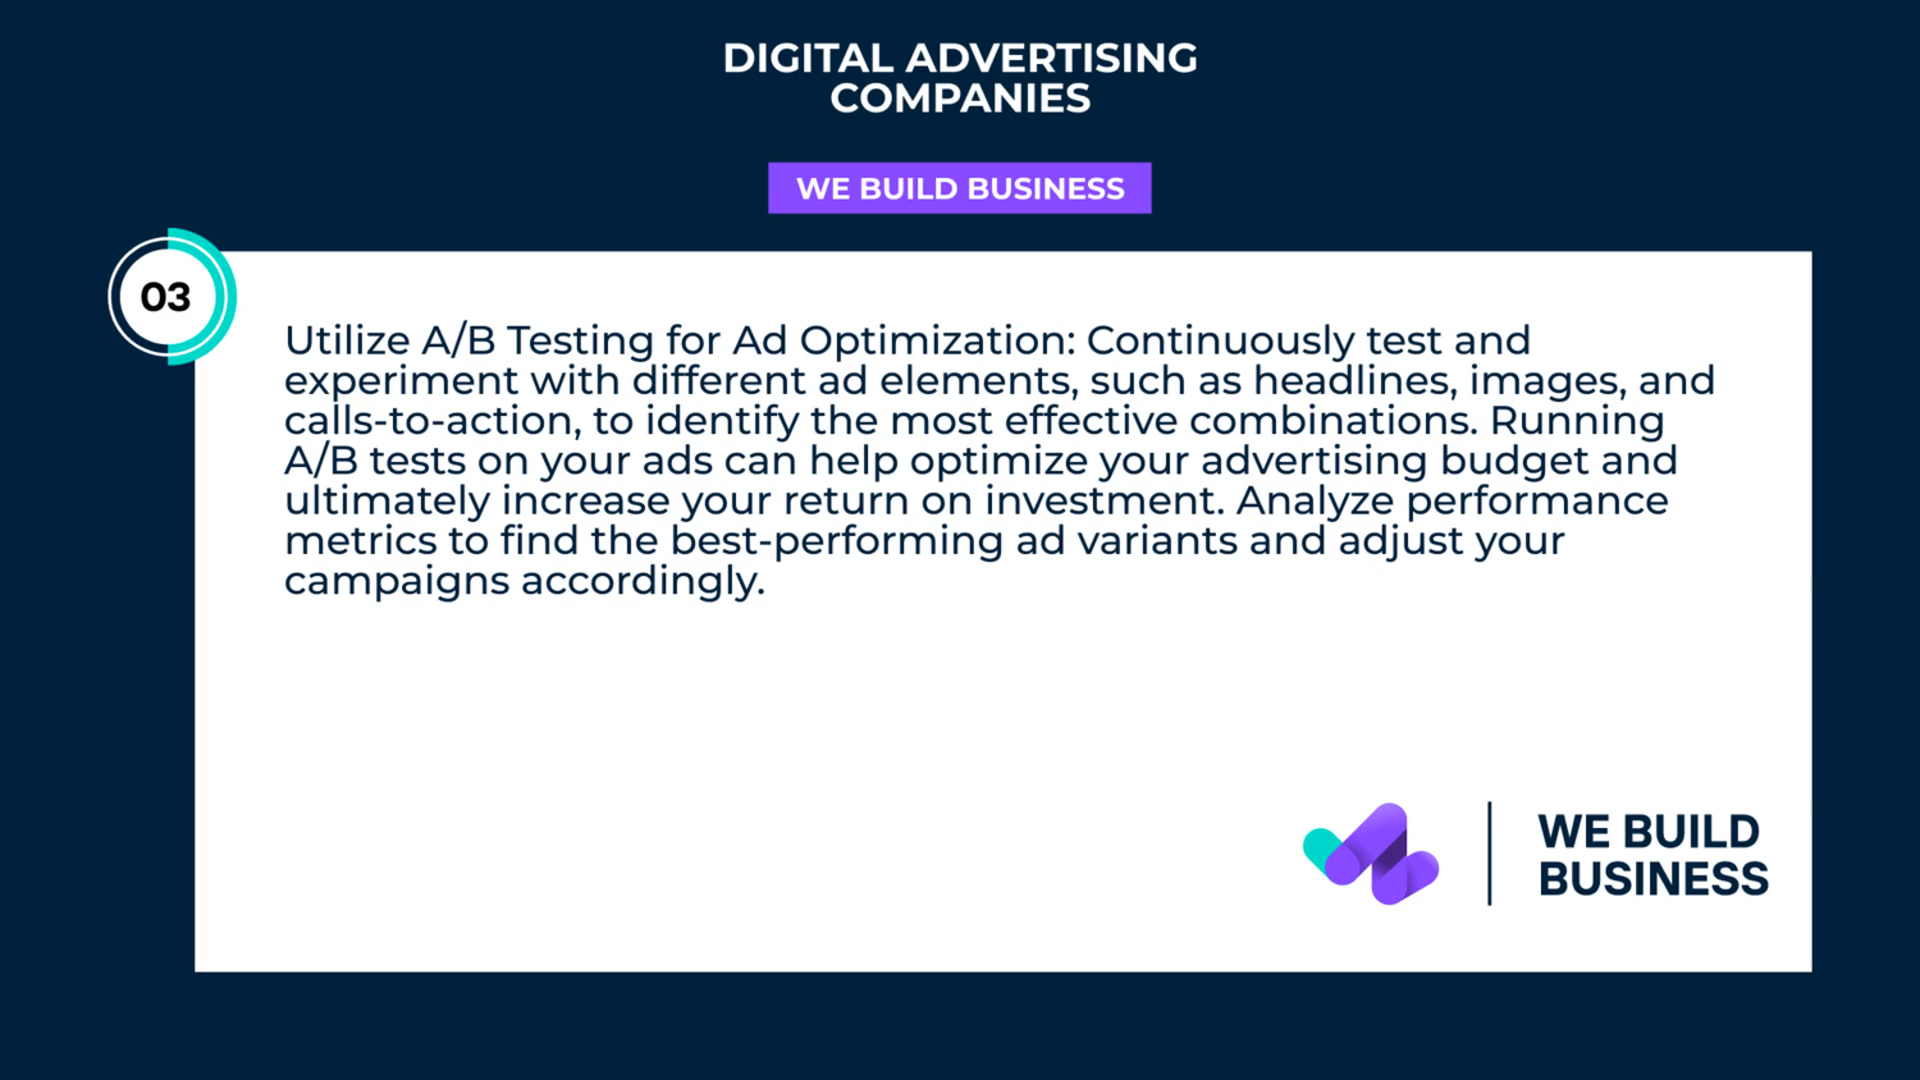 DIGITAL ADVERTISING
COMPANIES
WE BUILD BUSINESS
03
Utilize A/B Testing for Ad Optimization: Continuously test and
experiment with different ad elements, such as headlines, images, and
calls-to-action, to identify the most effective combinations. Running
A/B tests on your ads can help optimize your advertising budget and
ultimately increase your return on investment. Analyze performance
metrics to find the best-performing ad variants and adjust your
campaigns accordingly.
WE BUILD
BUSINESS